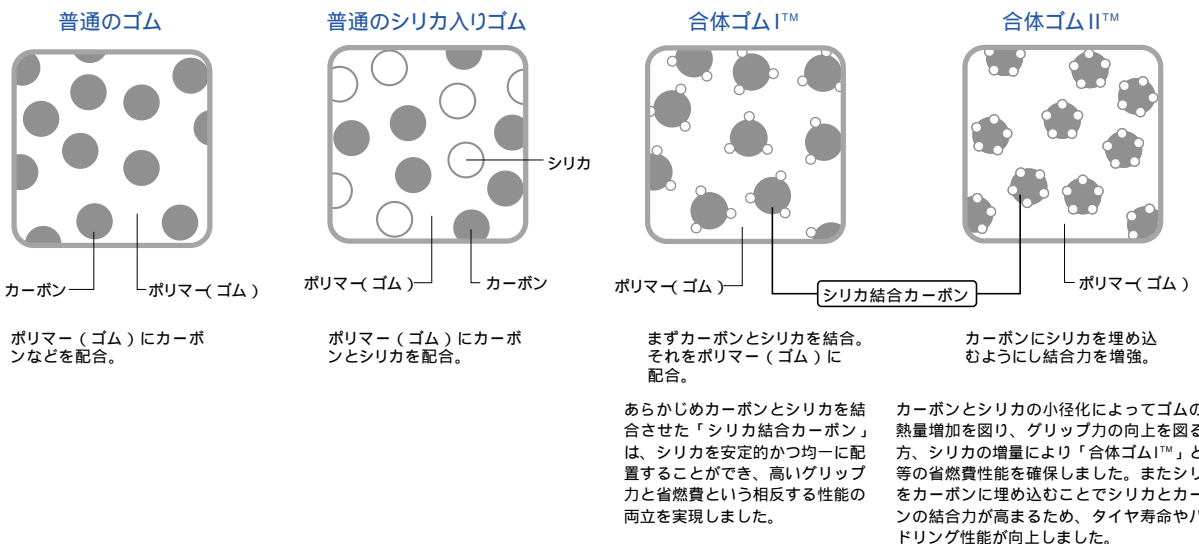 普通のゴム
普通のシリカ入りゴム
合体ゴムI™
合体ゴムII™
シリカ
カーボン
ポリマー(ゴム)
ポリマー(ゴム)
カーボン
ポリマー(ゴム)
シリカ結合カーボン
ポリマー(ゴム)
ポリマー(ゴム)にカーボ
ンなどを配合。
ポリマー(ゴム)にカーボ
ンとシリカを配合。
まずカーボンとシリカを結合。
それをポリマー(ゴム)に
配合。
カーボンにシリカを埋め込
むようにし結合力を増強。
あらかじめカーボンとシリカを結
合させた「シリカ結合カーボン」
は、シリカを安定的かつ均一に配
置することができ、高いグリップ
力と省燃費という相反する性能の
両立を実現しました。
カーボンとシリカの小径化によってゴムの
熱量増加を図り、グリップ力の向上を図る
方、シリカの増量により「合体ゴムI™」と
等の省燃費性能を確保しました。またシリ
をカーボンに埋め込むことでシリカとカー
ンの結合力が高まるため、タイヤ寿命やハ
ドリング性能が向上しました。